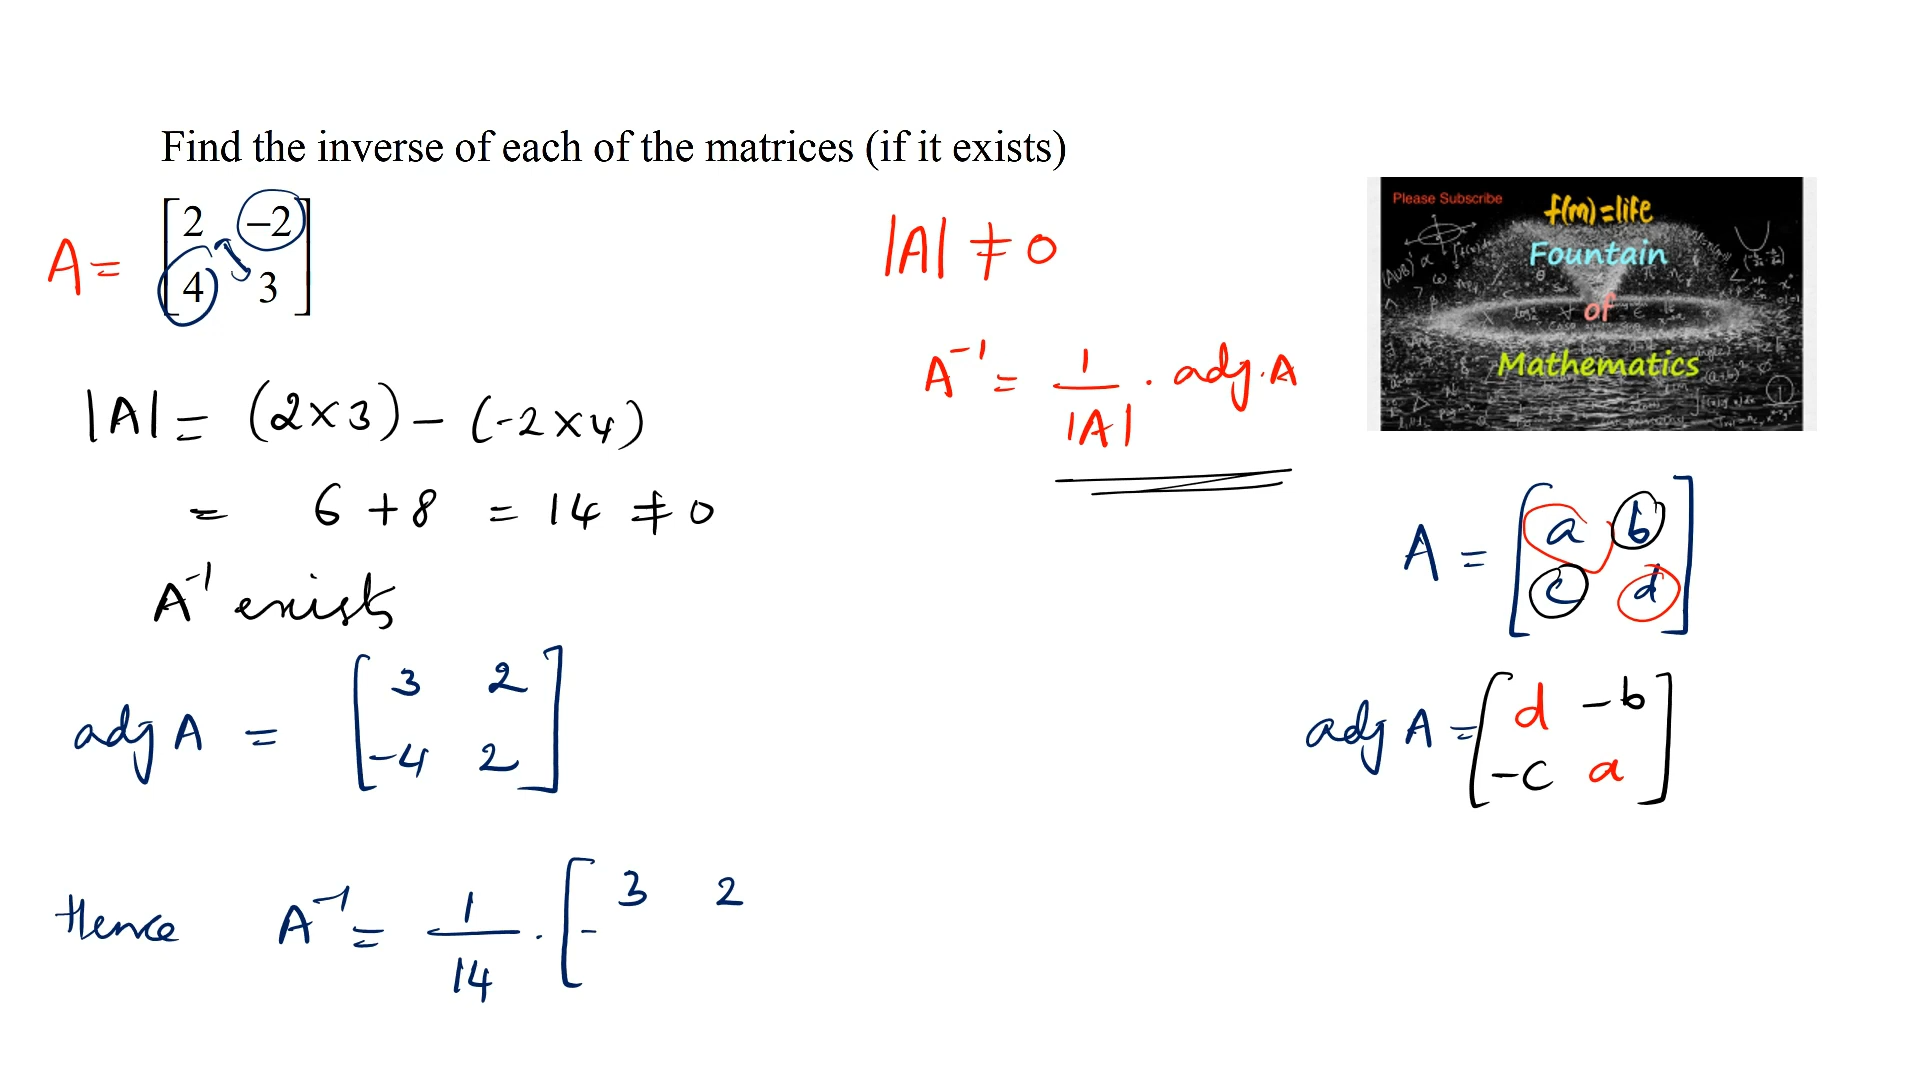 Find the inverse of each of the matrices (if it exists)
A = [2 -2
4 3]
|A| = (2×3) - (-2×4)
= 6 + 8 = 14 ≠ 0
A⁻¹ exists
adj A = [3 2
-4 2]
Hence A⁻¹ = 1/14 . [3 2
-
|A| ≠ 0
A⁻¹ = 1/|A| . adj.A
Please Subscribe
f(m)=life
Fountain
of
Mathematics
A = [a b
c d]
adj A = [d -b
-c a]